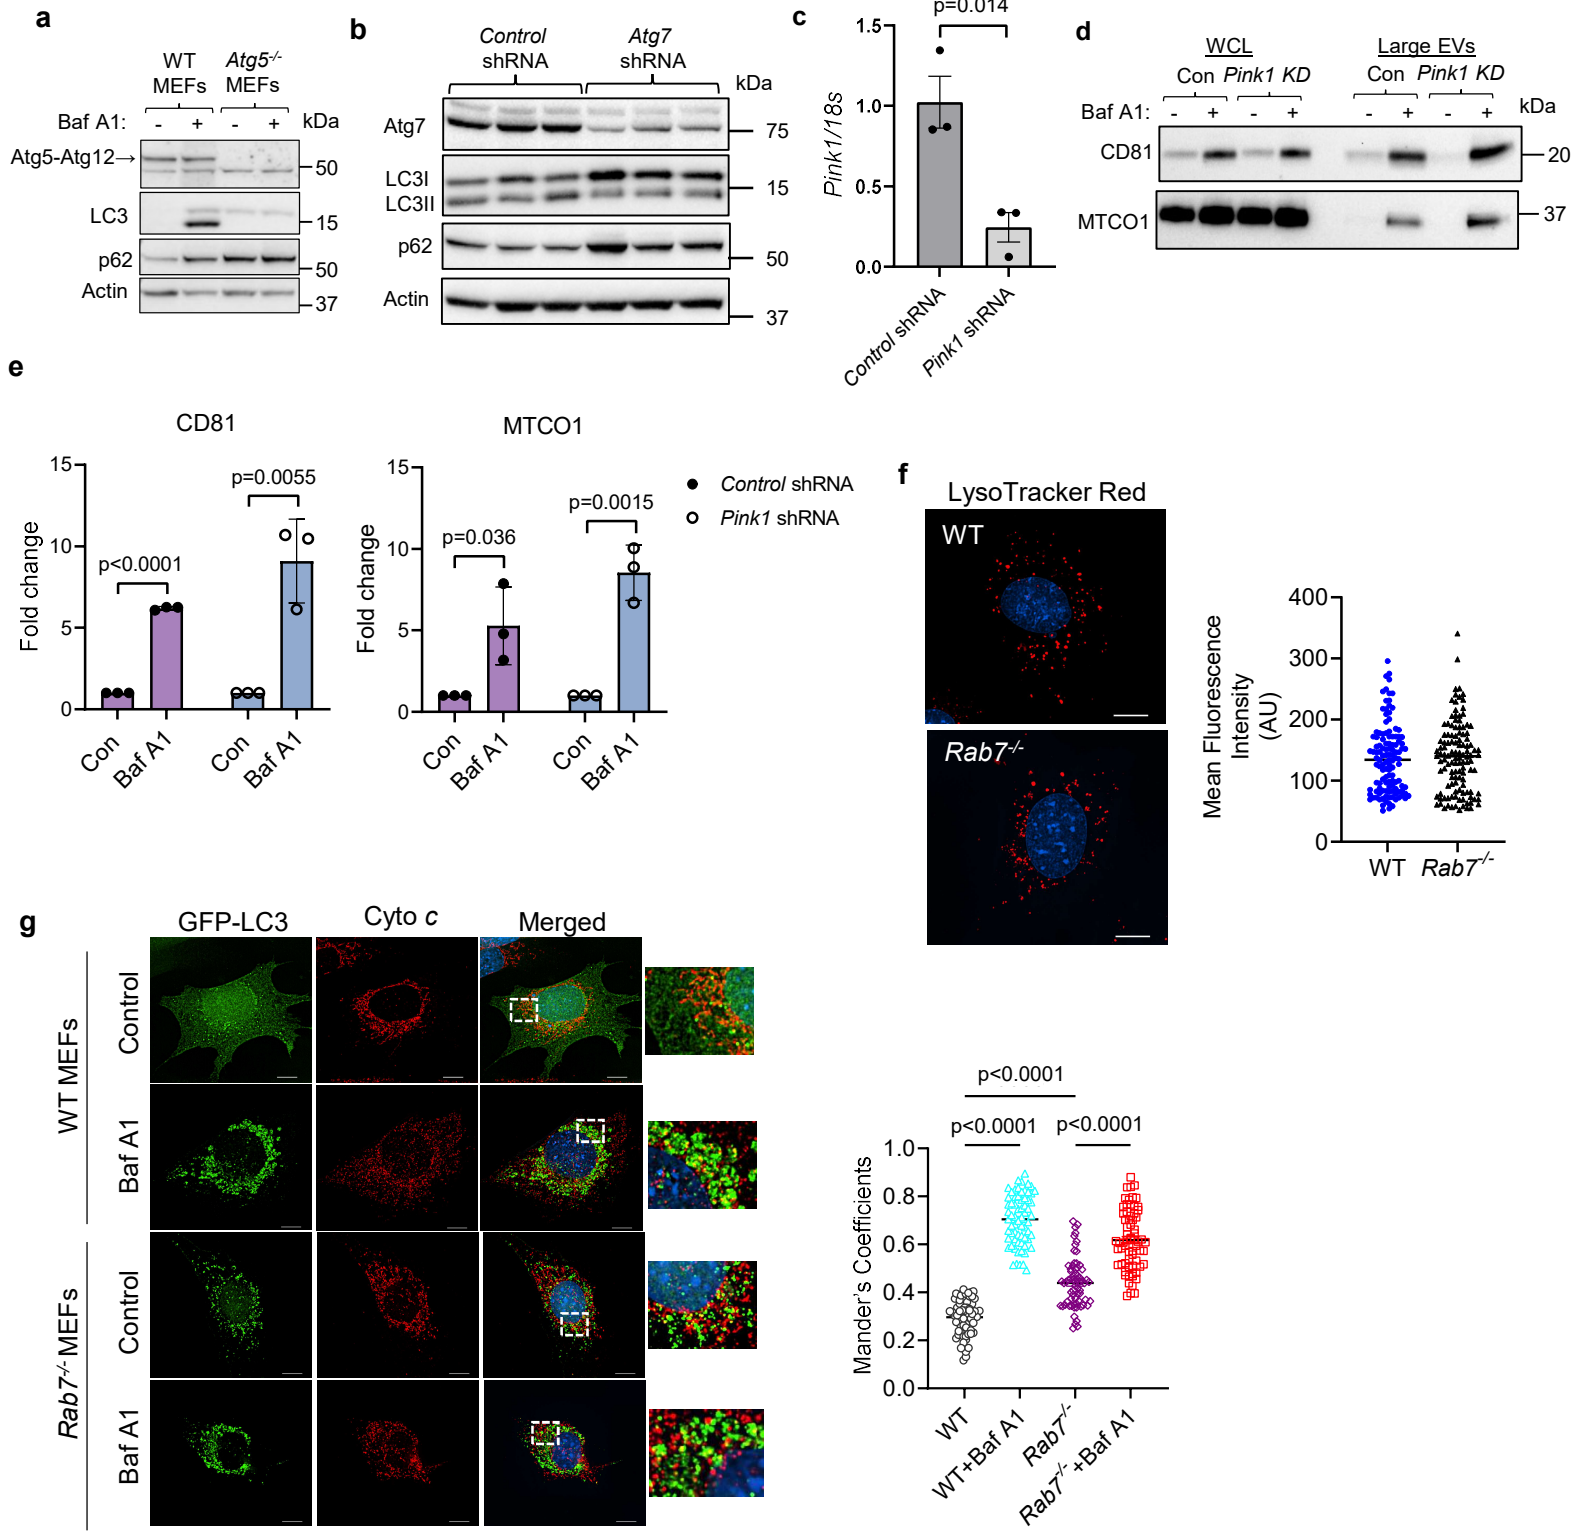 a
WT
MEFs
Atg5-/-
MEFs
Baf A1:
- + - +
kDa
Atg5-Atg12→
50
LC3
15
p62
50
Actin
37
b
Control
shRNA
Atg7
shRNA
kDa
Atg7
75
LC3I
15
LC3II
p62
50
Actin
37
c
p=0.014
1.5
1.0
0.5
0.0
Pink1/18s
Control shRNA
Pink1 shRNA
d
WCL
Large EVs
Con Pink1 KD
Con Pink1 KD
Baf A1:
- + - +
- + - +
kDa
CD81
20
MTCO1
37
e
CD81
15
10
5
0
Fold change
p<0.0001
p=0.0055
Con
Baf A1
Con
Baf A1
MTCO1
15
10
5
0
Fold change
p=0.036
p=0.0015
Con
Baf A1
Con
Baf A1
Control shRNA
Pink1 shRNA
f
LysoTracker Red
WT
Rab7-/-
400
300
200
100
0
Mean Fluorescence
Intensity
(AU)
WT
Rab7-/-
g
GFP-LC3
Cyto c
Merged
WT MEFs
Control
Baf A1
Rab7-/- MEFs
Control
Baf A1
p<0.0001
p<0.0001
p<0.0001
1.0
0.8
0.6
0.4
0.2
0.0
Mander's Coefficients
WT
WT+Baf A1
Rab7-/-
Rab7-/-+Baf A1